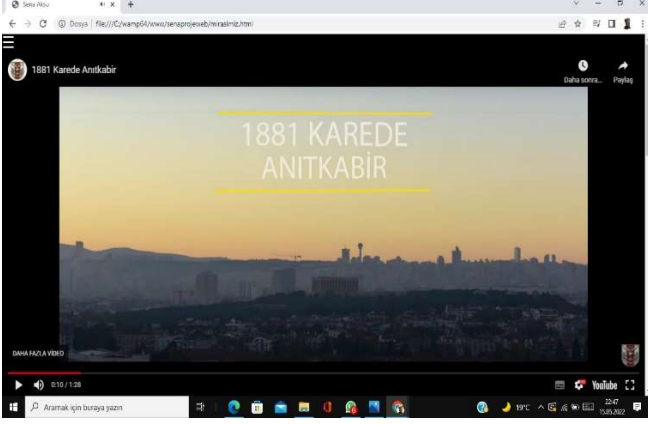 Sena Aksu
Dosya | file:///C:/wamp64/www/senaprojeweb/mirasimiz.html
1881 Karede Anıtkabir
Daha sonra...
Paylaş
1881 KAREDE
ANITKABİR
DAHA FAZLA VİDEO
0:10 / 1:28
YouTube
Aramak için buraya yazın
19°C
22:47
15.05.2022